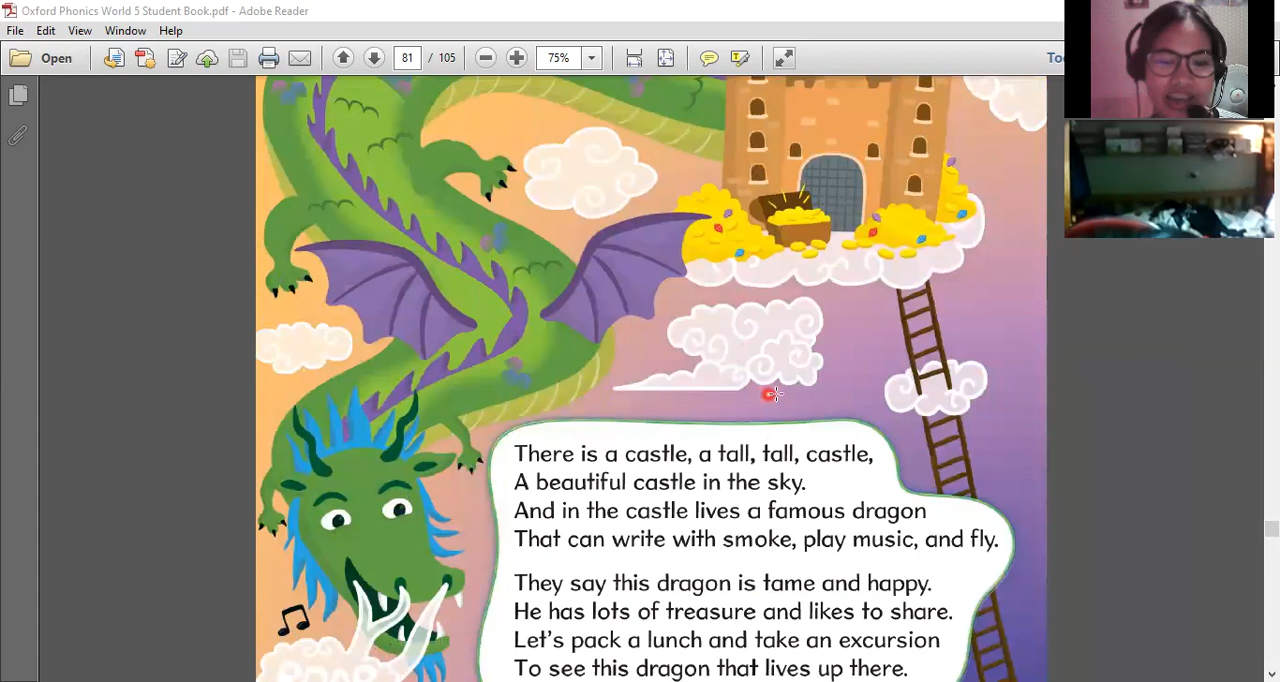 Oxford Phonics World 5 Student Book.pdf - Adobe Reader
File Edit View Window Help
Open 81 / 105 75%
There is a castle, a tall, tall, castle,
A beautiful castle in the sky.
And in the castle lives a famous dragon
That can write with smoke, play music, and fly.
They say this dragon is tame and happy.
He has lots of treasure and likes to share.
Let's pack a lunch and take an excursion
To see this dragon that lives up there.